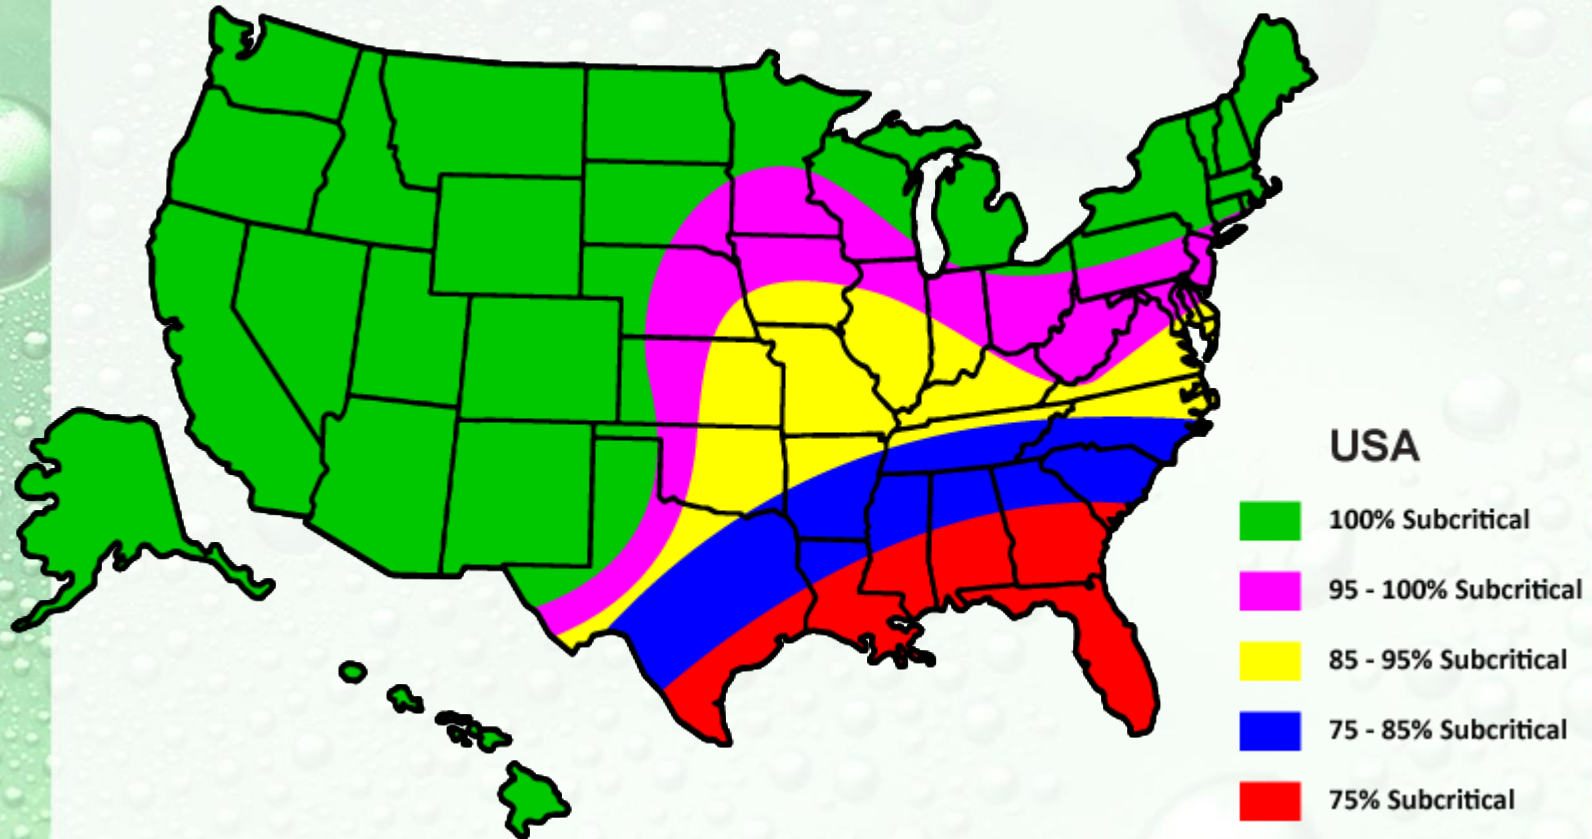 USA
100% Subcritical
95 - 100% Subcritical
85 - 95% Subcritical
75 - 85% Subcritical
75% Subcritical